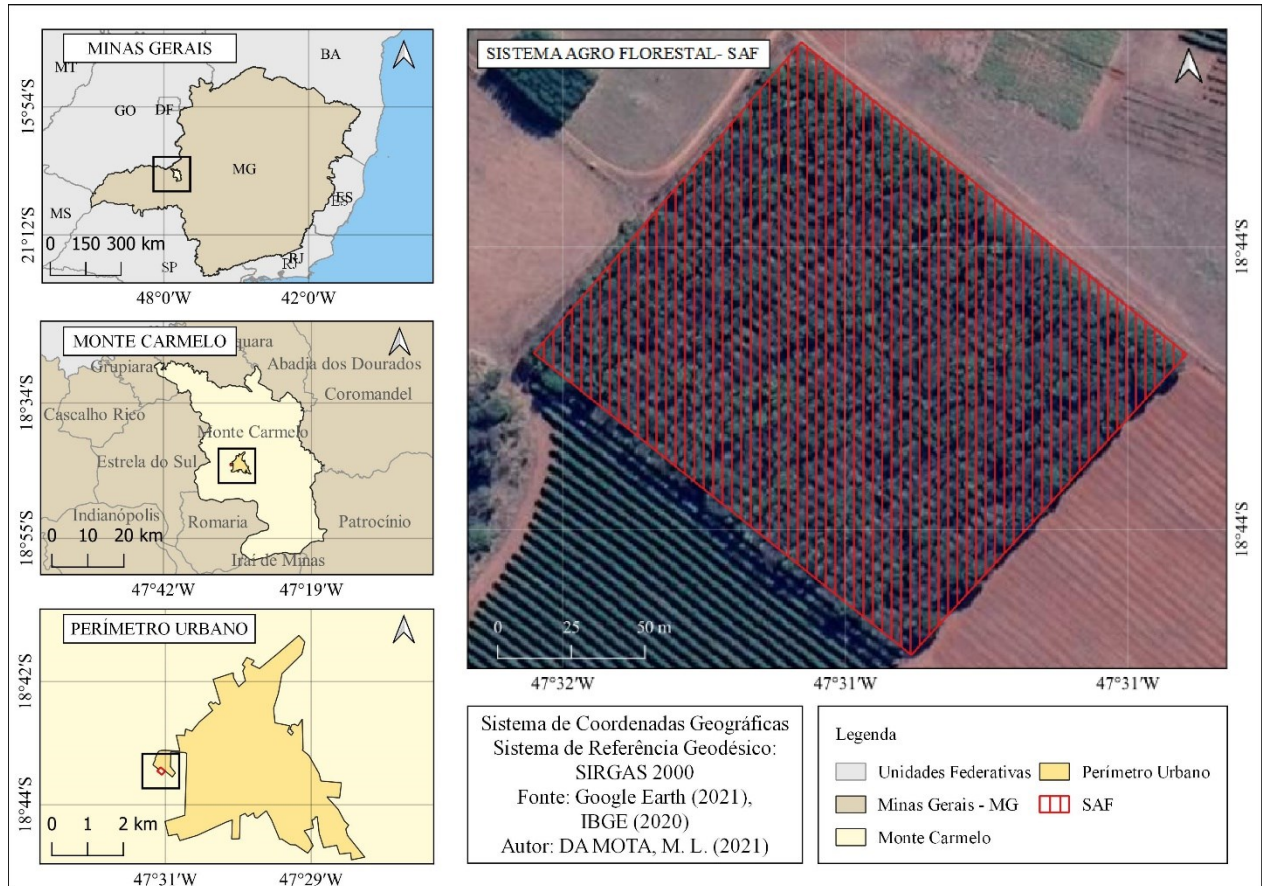 MINAS GERAIS
BA
MT
GO
DF
MG
MS
ES
SP
RJ
15°54'S
21°12'S
0 150 300 km
48°0'W 42°0'W
MONTE CARMELO
quara
Grupiara
Abadia dos Dourados
Coromandel
Cascalho Rico
Monte Carmelo
Estrela do Sul
Indianópolis
Romaria
Patrocínio
Iraí de Minas
18°34'S
18°55'S
0 10 20 km
47°42'W 47°19'W
PERÍMETRO URBANO
18°42'S
18°44'S
0 1 2 km
47°31'W 47°29'W
SISTEMA AGRO FLORESTAL- SAF
18°44'S
18°44'S
0 25 50 m
47°32'W 47°31'W 47°31'W
Sistema de Coordenadas Geográficas
Sistema de Referência Geodésico:
SIRGAS 2000
Fonte: Google Earth (2021),
IBGE (2020)
Autor: DA MOTA, M. L. (2021)
Legenda
Unidades Federativas
Perímetro Urbano
Minas Gerais - MG
SAF
Monte Carmelo